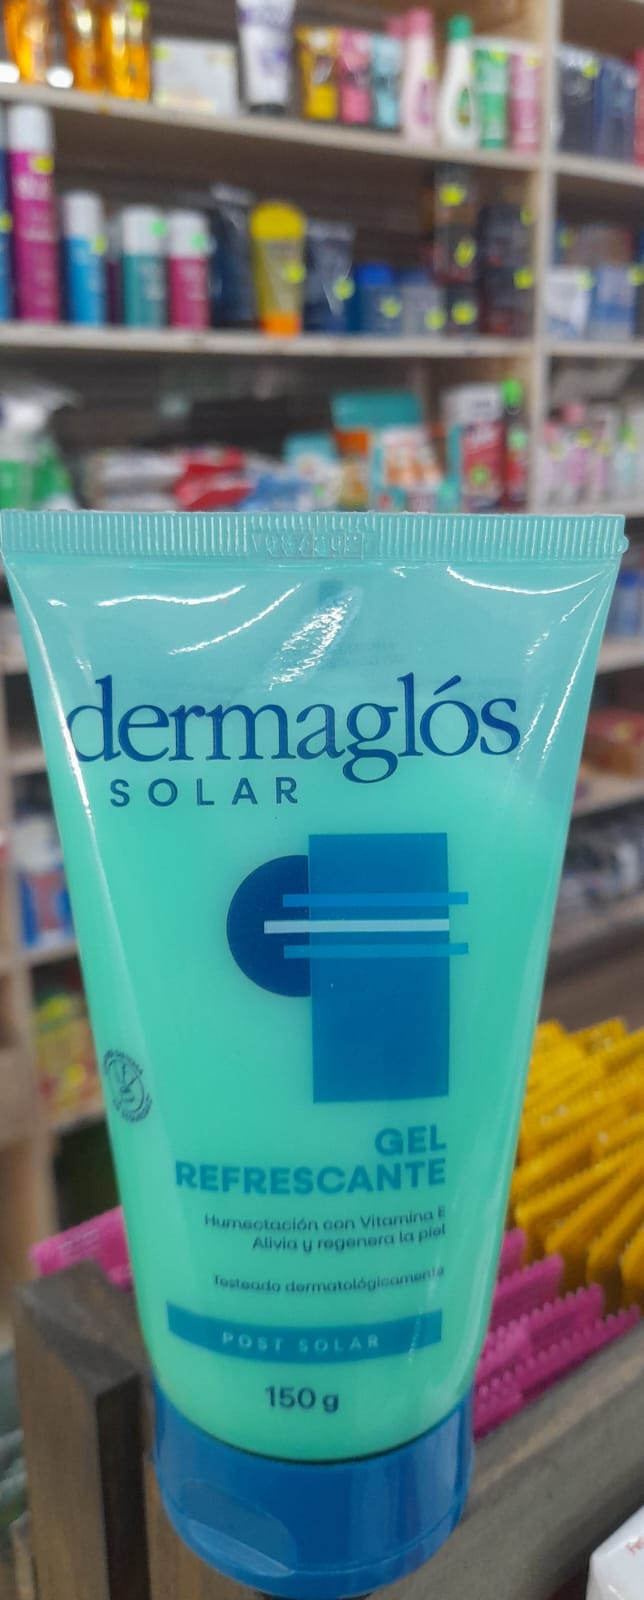 dermaglós
SOLAR
GEL
REFRESCANTE
Humectación con Vitamina E
Alivia y regenera la piel
Testeado dermatológicamente
POST SOLAR
150 g